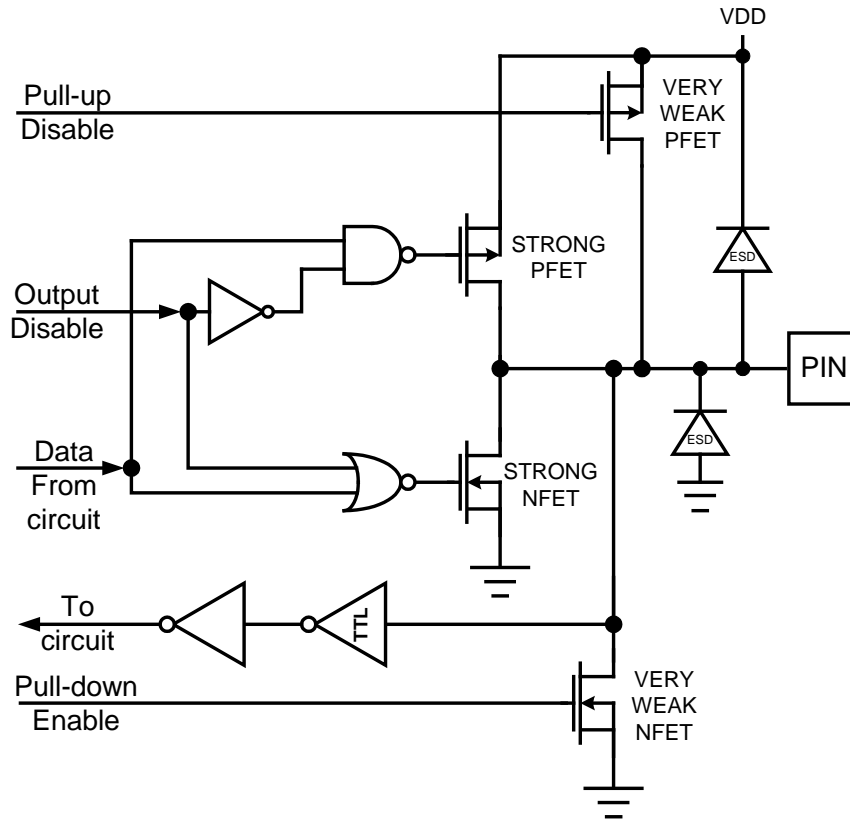 VDD
Pull-up
Disable
VERY
WEAK
PFET
STRONG
PFET
ESD
Output
Disable
PIN
ESD
Data
From
circuit
STRONG
NFET
To
circuit
TTL
Pull-down
Enable
VERY
WEAK
NFET